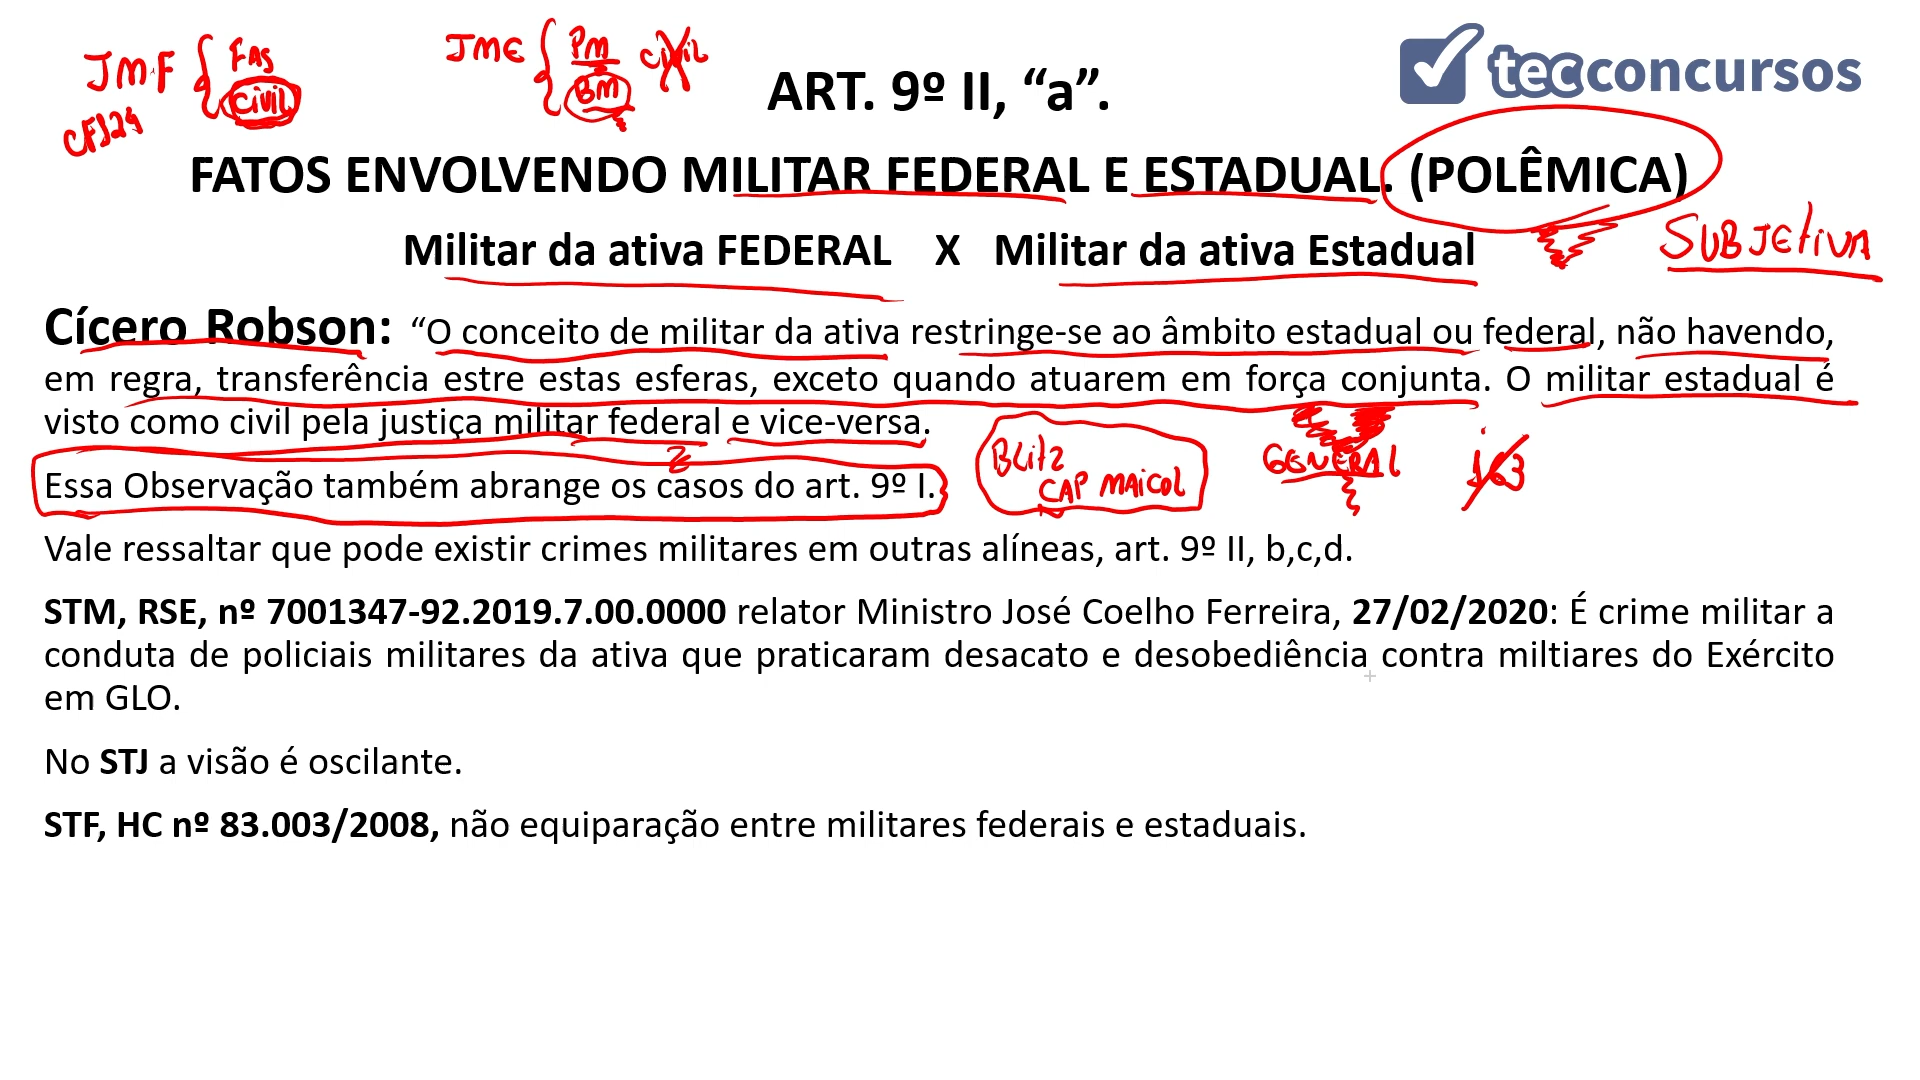 JMF { FAS
CIVIL
CF124
JME { PM CIVIL
BM
tecconcursos
ART. 9º II, “a”.
FATOS ENVOLVENDO MILITAR FEDERAL E ESTADUAL. (POLÊMICA)
SUBJETIVA
Militar da ativa FEDERAL X Militar da ativa Estadual
Cícero Robson: “O conceito de militar da ativa restringe-se ao âmbito estadual ou federal, não havendo,
em regra, transferência estre estas esferas, exceto quando atuarem em força conjunta. O militar estadual é
visto como civil pela justiça militar federal e vice-versa.
BLITZ
CAP MAICOL
GENERAL
163
Essa Observação também abrange os casos do art. 9º I.
Vale ressaltar que pode existir crimes militares em outras alíneas, art. 9º II, b,c,d.
STM, RSE, nº 7001347-92.2019.7.00.0000 relator Ministro José Coelho Ferreira, 27/02/2020: É crime militar a
conduta de policiais militares da ativa que praticaram desacato e desobediência contra miltiares do Exército
em GLO.
No STJ a visão é oscilante.
STF, HC nº 83.003/2008, não equiparação entre militares federais e estaduais.